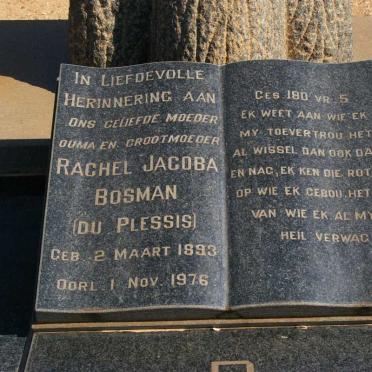 IN LIEFDEVOLLE
HERINNERING AAN
ONS GELIEFDE MOEDER
OUMA EN GROOTMOEDER
RACHEL JACOBA
BOSMAN
(DU PLESSIS)
GEB. 2 MAART 1893
OORL. 1 NOV. 1976
GES 180 VR. 5
EK WEET AAN WIE EK
MY TOEVERTROU HET
AL WISSEL DAN OOK DA
EN NAG, EK KEN DIE ROT
OP WIE EK GEBOU HET
VAN WIE EK AL MY
HEIL VERWAG